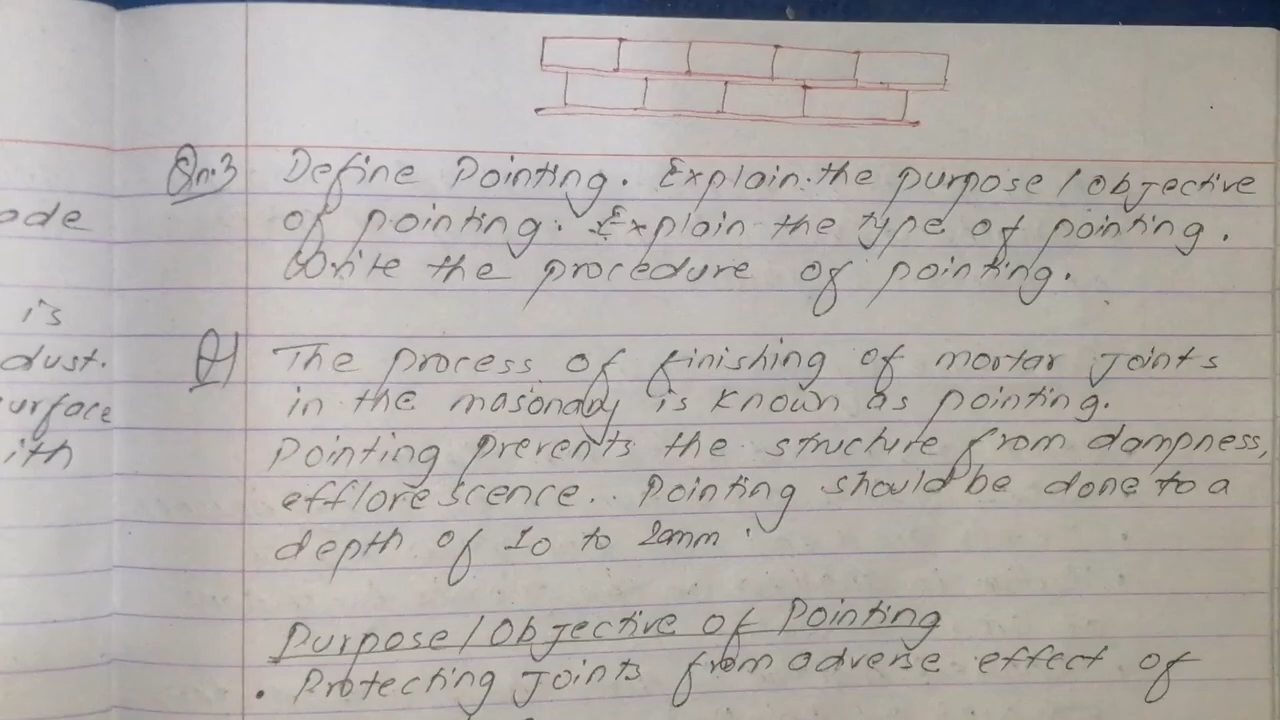 Qn.3 Define Pointing. Explain the purpose / objective
of pointing. Explain the type of pointing.
Write the procedure of pointing.
ode
is
dust.
urface
ith
The process of finishing of mortar joints
in the masonady is known as pointing.
Pointing prevents the structure from dampness,
efflorescence.. Pointing should be done to a
depth of 10 to 20mm.
Purpose / Objective of Pointing
• Protecting joints from adverse effect of